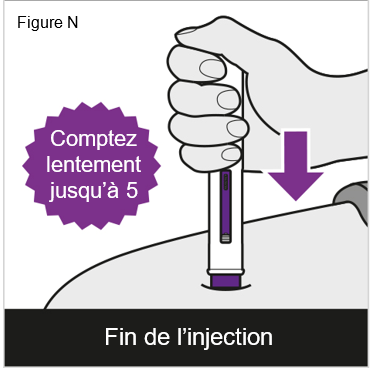 Figure N
Comptez
lentement
jusqu’à 5
Fin de l’injection